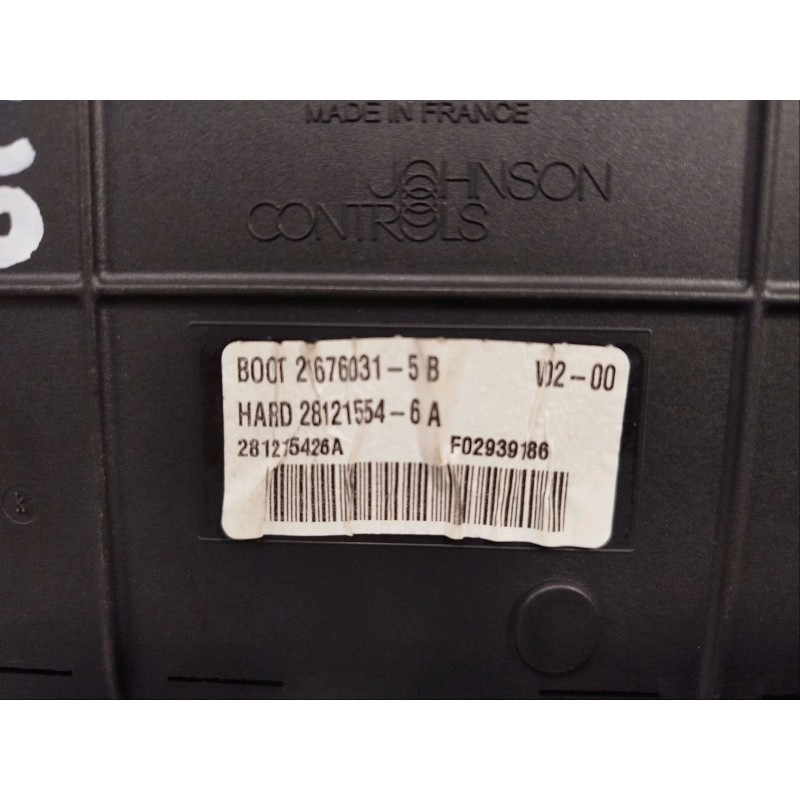 MADE IN FRANCE
JOHNSON
CONTROLS
BOOT 21676031-5 B V02-00
HARD 28121554-6 A
281215426A F02939186